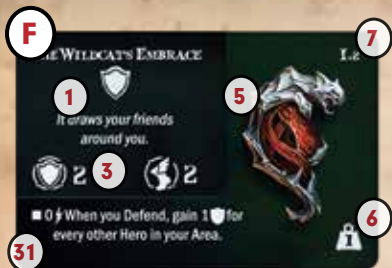 F
HE WILDCAT'S EMBRACE
7
L2
1
5
It draws your friends
around you.
2
3
2
6
0 When you Defend, gain 1 for
every other Hero in your Area.
I
31